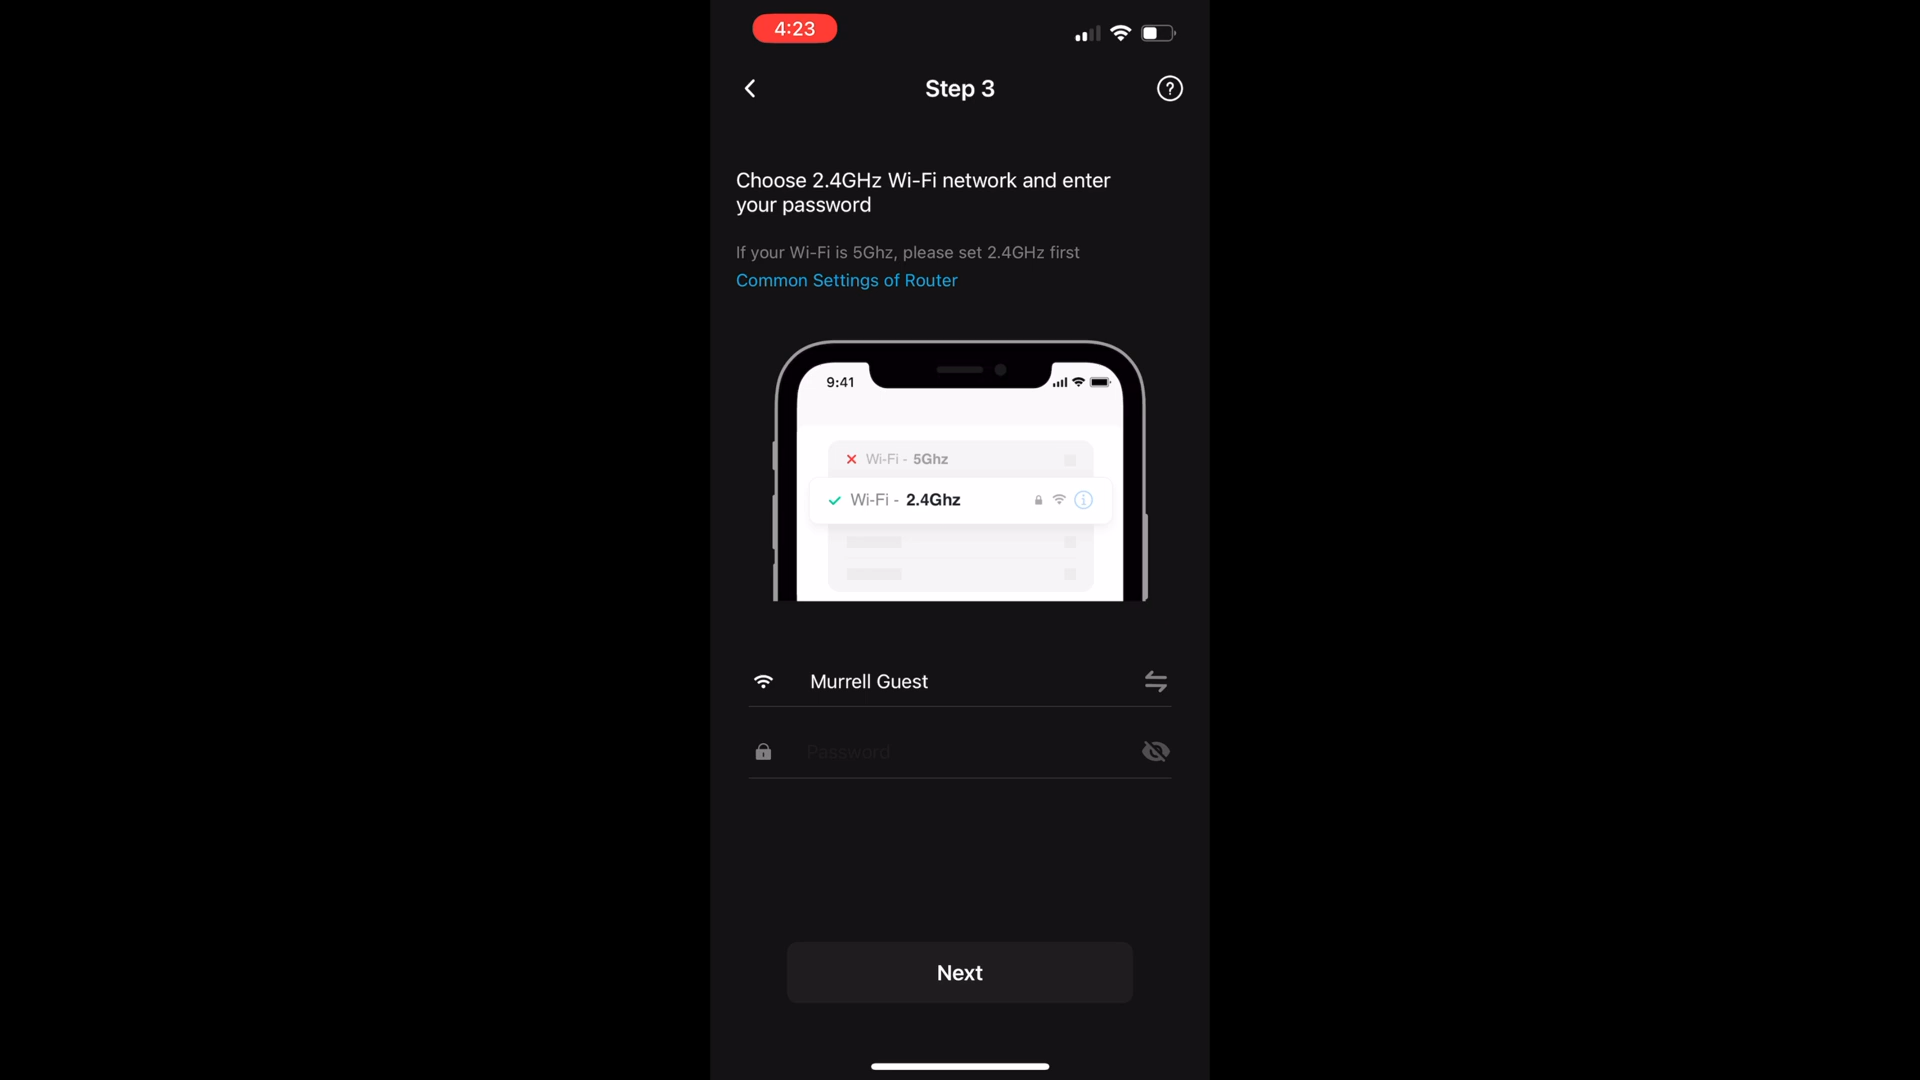 4:23
Step 3
?
Choose 2.4GHz Wi-Fi network and enter
your password
If your Wi-Fi is 5Ghz, please set 2.4GHz first
Common Settings of Router
9:41
Wi-Fi - 5Ghz
Wi-Fi - 2.4Ghz
Murrell Guest
Password
Next